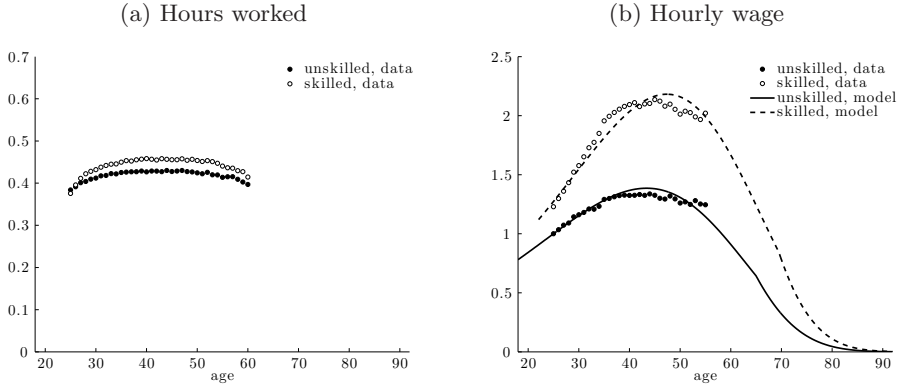 (a) Hours worked
0.7
0.6
0.5
0.4
0.3
0.2
0.1
0
20 30 40 50 60 70 80 90
age
unskilled, data
skilled, data
(b) Hourly wage
2.5
2
1.5
1
0.5
0
20 30 40 50 60 70 80 90
age
unskilled, data
skilled, data
unskilled, model
skilled, model